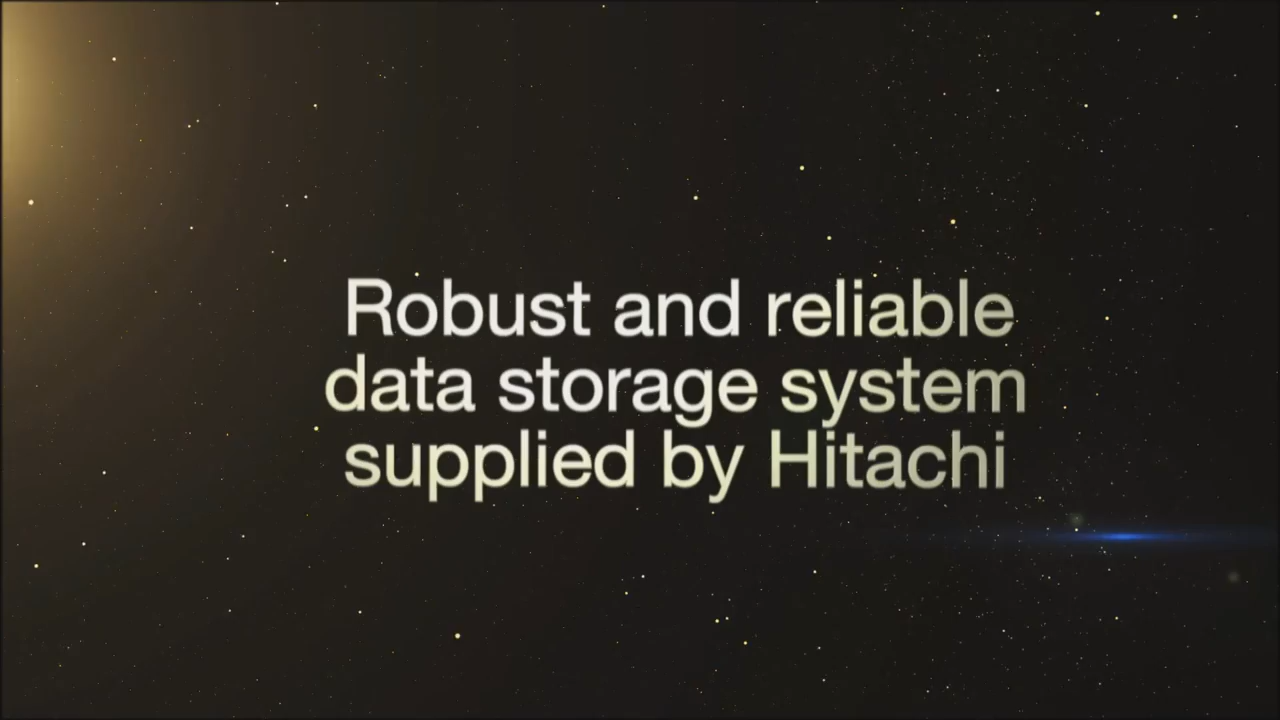 Robust and reliable
data storage system
supplied by Hitachi